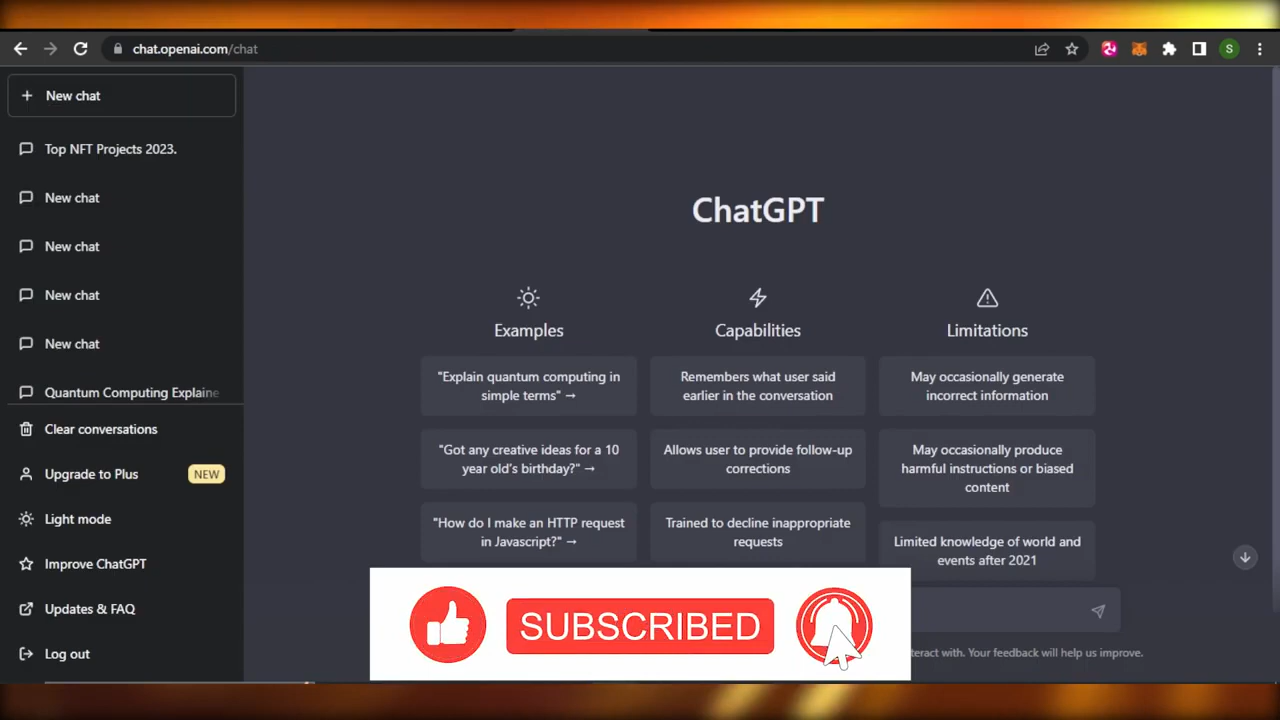 chat.openai.com/chat
S
New chat
Top NFT Projects 2023.
New chat
New chat
New chat
New chat
Quantum Computing Explaine
Clear conversations
Upgrade to Plus
NEW
Light mode
Improve ChatGPT
Updates & FAQ
Log out
ChatGPT
Examples
"Explain quantum computing in
simple terms" →
"Got any creative ideas for a 10
year old's birthday?" →
"How do I make an HTTP request
in Javascript?" →
Capabilities
Remembers what user said
earlier in the conversation
Allows user to provide follow-up
corrections
Trained to decline inappropriate
requests
Limitations
May occasionally generate
incorrect information
May occasionally produce
harmful instructions or biased
content
Limited knowledge of world and
events after 2021
SUBSCRIBED
teract with. Your feedback will help us improve.